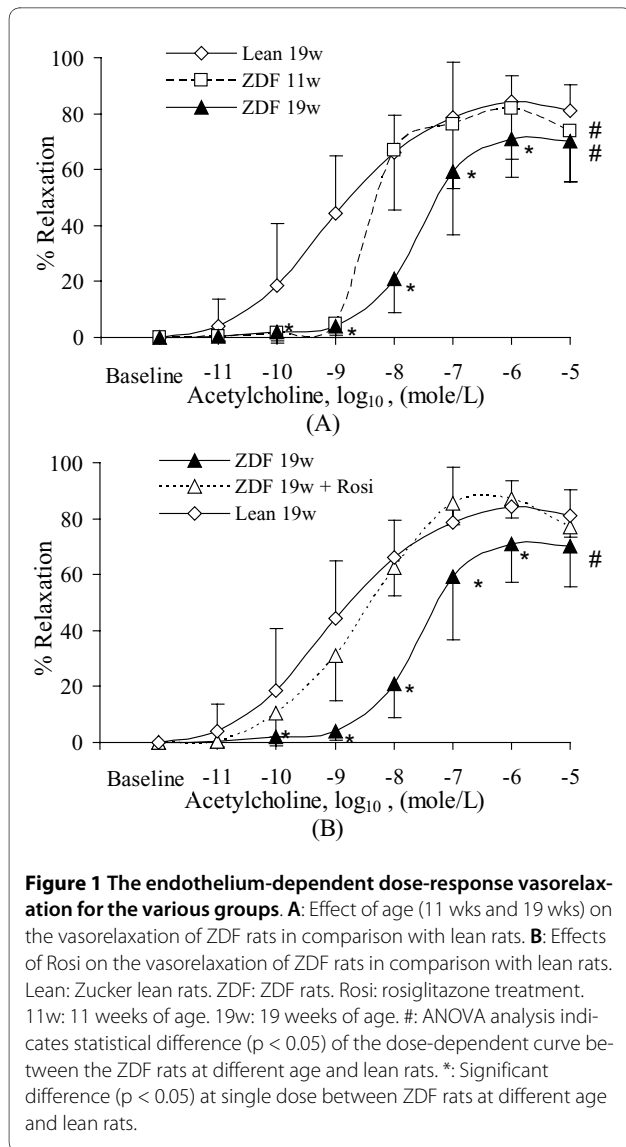 100
80
60
40
20
0
% Relaxation
Lean 19w
ZDF 11w
ZDF 19w
* * * * *
#
#
Baseline -11 -10 -9 -8 -7 -6 -5
Acetylcholine, log₁₀ , (mole/L)
(A)
100
80
60
40
20
0
% Relaxation
ZDF 19w
ZDF 19w + Rosi
Lean 19w
* * * * *
#
Baseline -11 -10 -9 -8 -7 -6 -5
Acetylcholine, log₁₀ , (mole/L)
(B)
Figure 1 The endothelium-dependent dose-response vasorelax-
ation for the various groups. A: Effect of age (11 wks and 19 wks) on
the vasorelaxation of ZDF rats in comparison with lean rats. B: Effects
of Rosi on the vasorelaxation of ZDF rats in comparison with lean rats.
Lean: Zucker lean rats. ZDF: ZDF rats. Rosi: rosiglitazone treatment.
11w: 11 weeks of age. 19w: 19 weeks of age. #: ANOVA analysis indi-
cates statistical difference (p < 0.05) of the dose-dependent curve be-
tween the ZDF rats at different age and lean rats. *: Significant
difference (p < 0.05) at single dose between ZDF rats at different age
and lean rats.